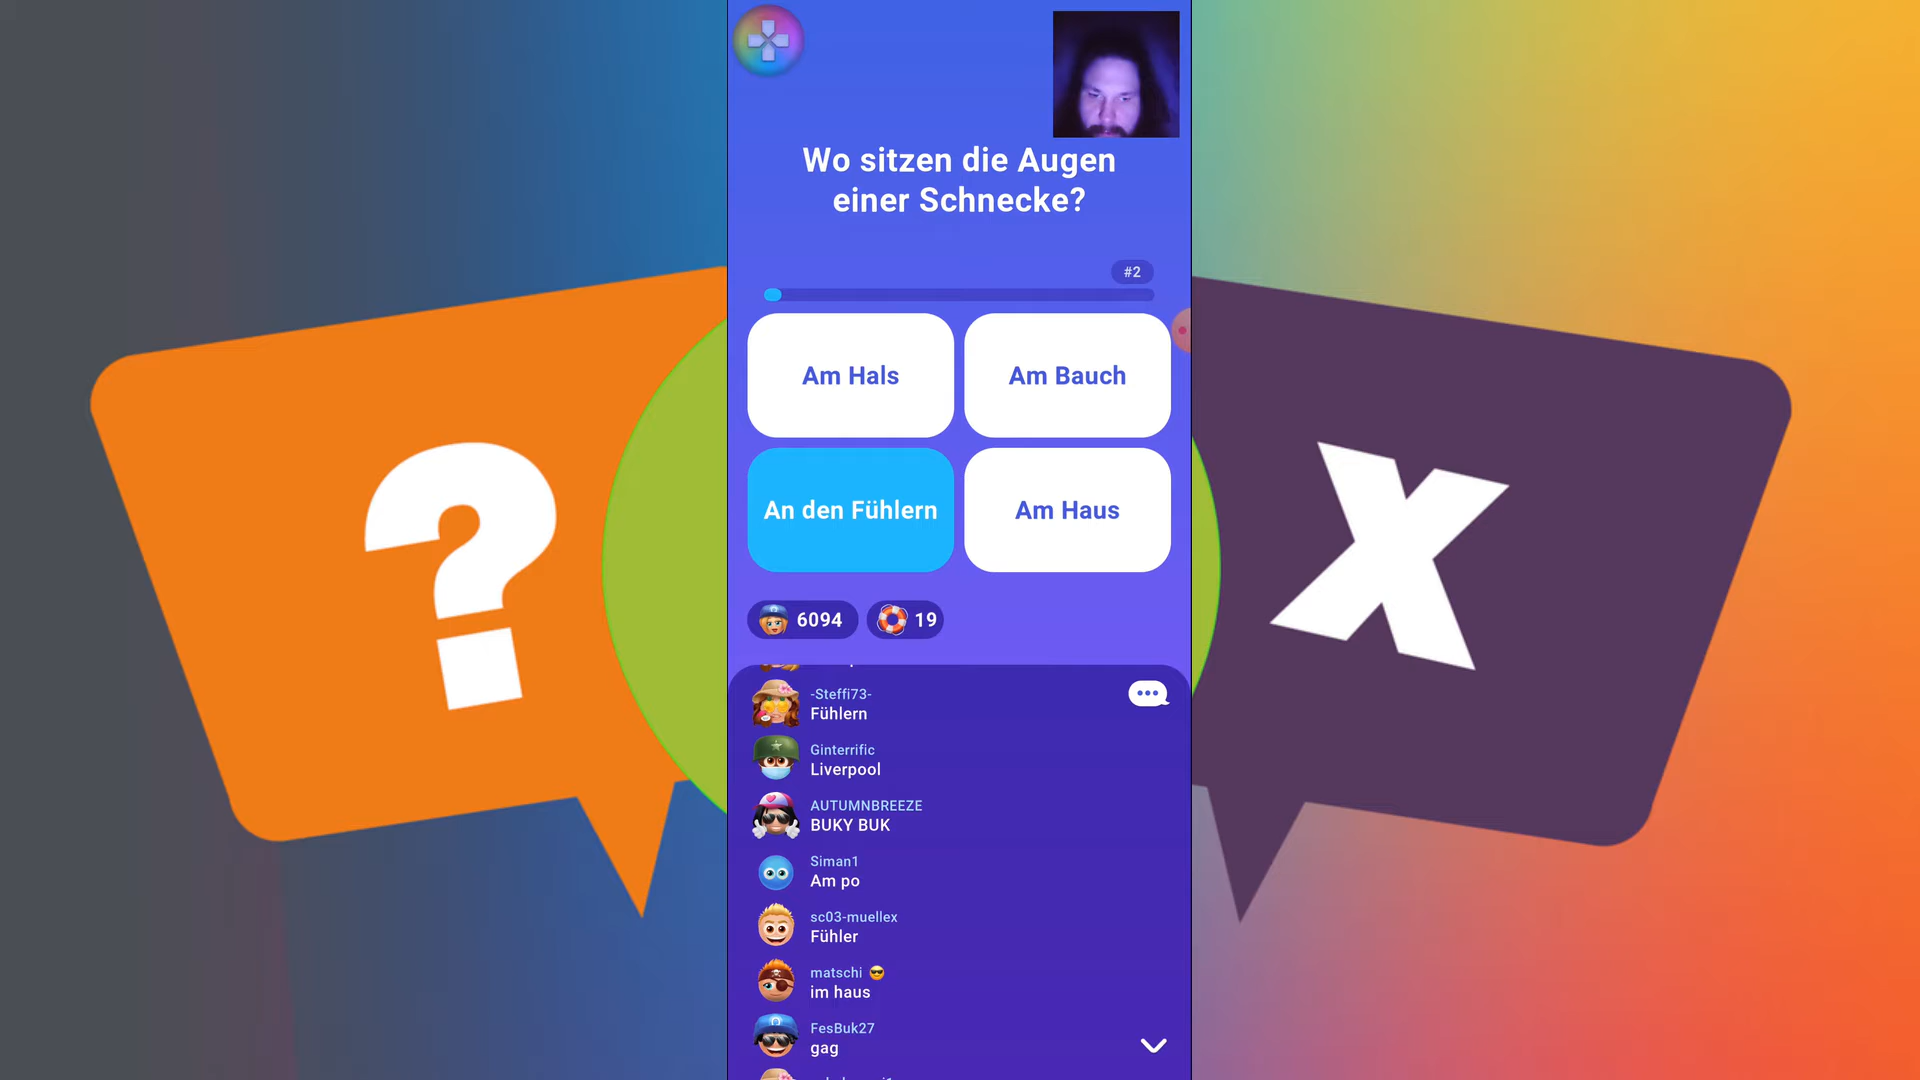 Wo sitzen die Augen
einer Schnecke?
#2
Am Hals
Am Bauch
An den Fühlern
Am Haus
6094
19
-Steffi73-
Fühlern
Ginterrific
Liverpool
AUTUMNBREEZE
BUKY BUK
Siman1
Am po
sc03-muellex
Fühler
matschi 😎
im haus
FesBuk27
gag
?
X